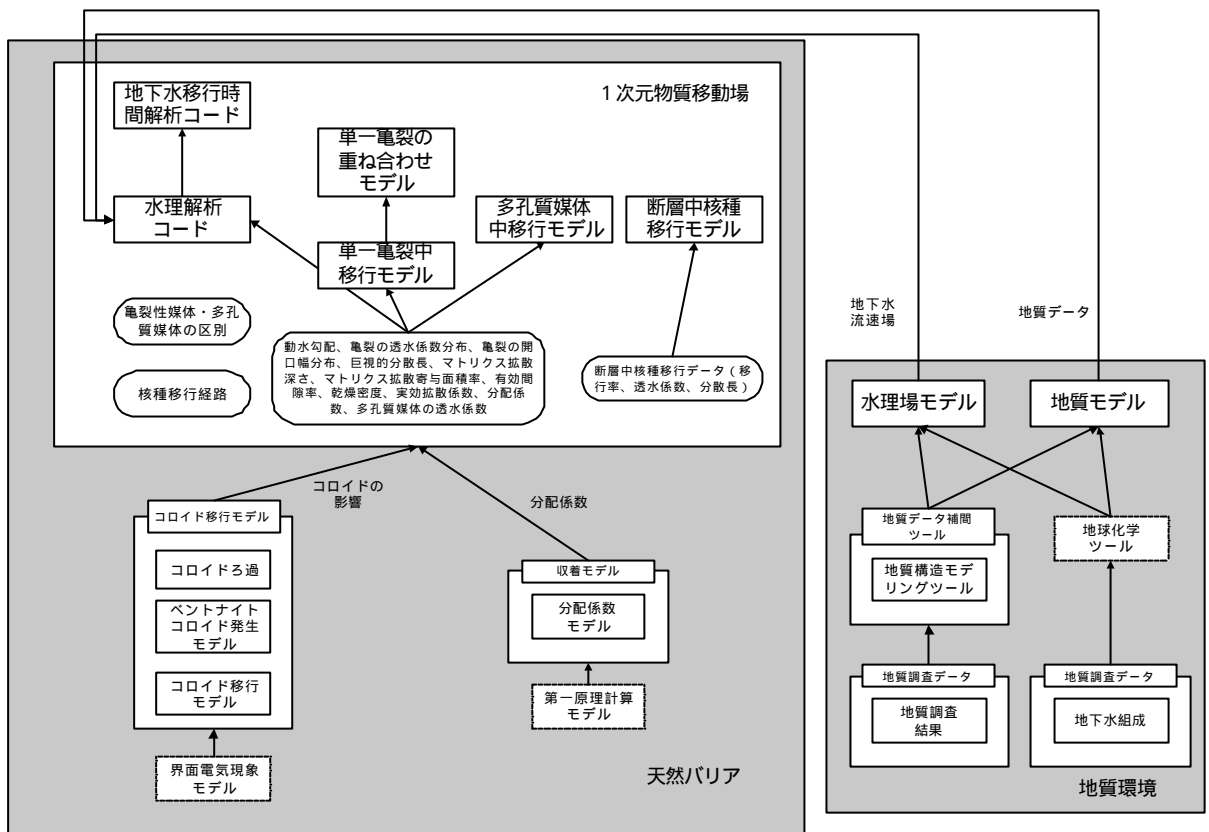 1次元物質移動場
地下水移行時
間解析コード
単一亀裂の
重ね合わせ
モデル
水理解析
コード
多孔質媒体
中移行モデル
断層中核種
移行モデル
単一亀裂中
移行モデル
亀裂性媒体・多孔
質媒体の区別
核種移行経路
動水勾配、亀裂の透水係数分布、亀裂の開
口幅分布、巨視的分散長、マトリクス拡散
深さ、マトリクス拡散寄与面積率、有効間
隙率、乾燥密度、実効拡散係数、分配係
数、多孔質媒体の透水係数
断層中核種移行データ(移
行率、透水係数、分散長)
コロイドの
影響
分配係数
コロイド移行モデル
コロイドろ過
ベントナイト
コロイド発生
モデル
コロイド移行
モデル
界面電気現象
モデル
収着モデル
分配係数
モデル
第一原理計算
モデル
天然バリア
地下水
流速場
地質データ
水理場モデル
地質モデル
地質データ補間
ツール
地質構造モデ
リングツール
地球化学
ツール
地質調査データ
地質調査
結果
地質調査データ
地下水組成
地質環境